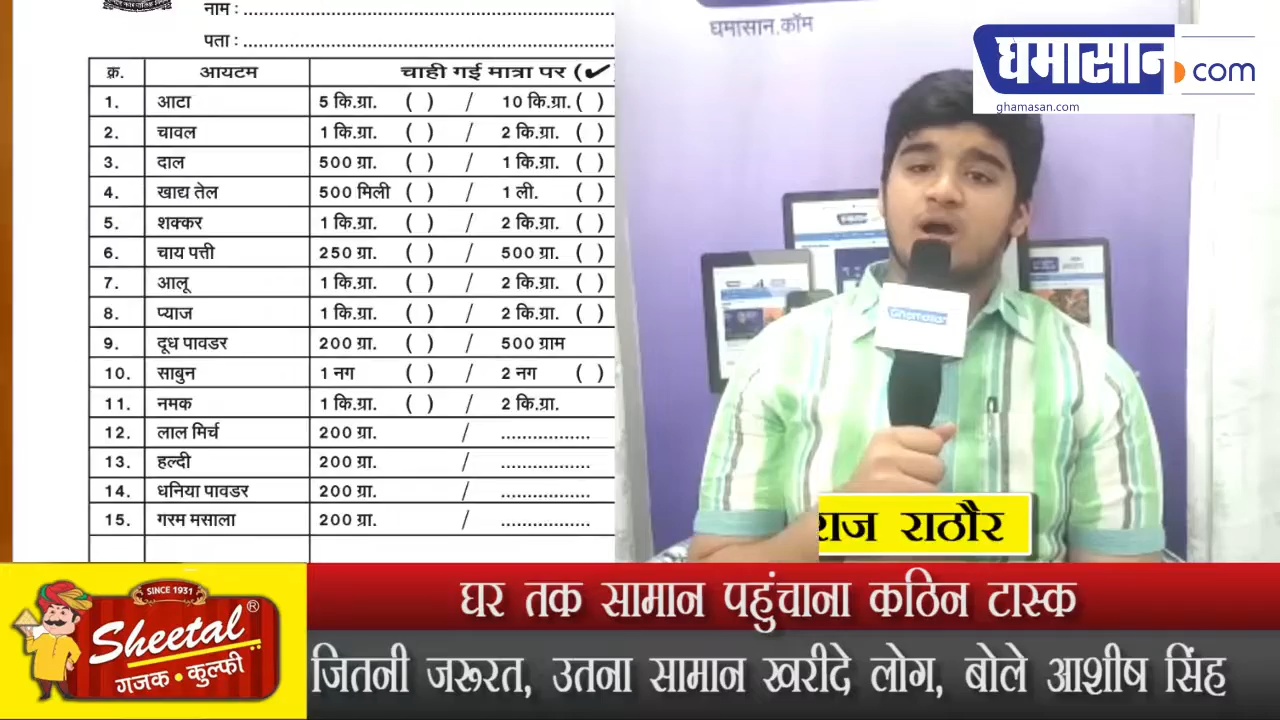 नाम :
पता :
क्र. आयटम चाही गई मात्रा पर (✔
1. आटा 5 कि.ग्रा. ( ) / 10 कि.ग्रा. ( )
2. चावल 1 कि.ग्रा. ( ) / 2 कि.ग्रा. ( )
3. दाल 500 ग्रा. ( ) / 1 कि.ग्रा. ( )
4. खाद्य तेल 500 मिली ( ) / 1 ली. ( )
5. शक्कर 1 कि.ग्रा. ( ) / 2 कि.ग्रा. ( )
6. चाय पत्ती 250 ग्रा. ( ) / 500 ग्रा. ( )
7. आलू 1 कि.ग्रा. ( ) / 2 कि.ग्रा. ( )
8. प्याज 1 कि.ग्रा. ( ) / 2 कि.ग्रा. ( )
9. दूध पावडर 200 ग्रा. ( ) / 500 ग्राम
10. साबुन 1 नग ( ) / 2 नग ( )
11. नमक 1 कि.ग्रा. ( ) / 2 कि.ग्रा.
12. लाल मिर्च 200 ग्रा. / .................
13. हल्दी 200 ग्रा. / .................
14. धनिया पावडर 200 ग्रा. / .................
15. गरम मसाला 200 ग्रा. / .................
घमासान.कॉम
घमासान.com
ghamasan.com
Ghamasan
राज राठौर
SINCE 1931
Sheetal®
गजक • कुल्फी
घर तक सामान पहुंचाना कठिन टास्क
जितनी जरूरत, उतना सामान खरीदे लोग, बोले आशीष सिंह